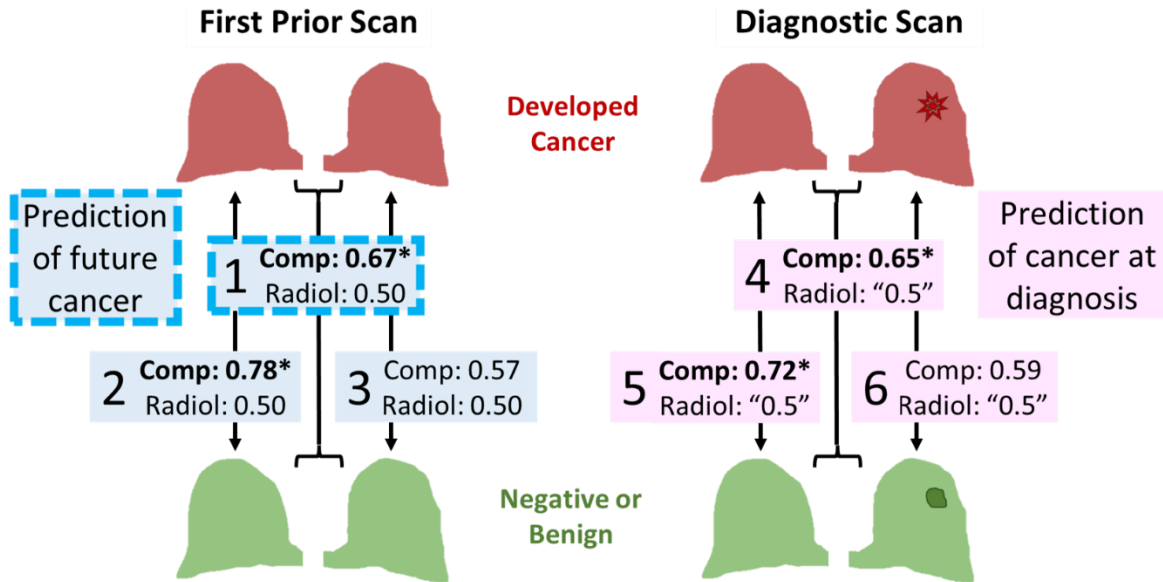 First Prior Scan
Diagnostic Scan
Developed
Cancer
Prediction
of future
cancer
1 Comp: 0.67*
Radiol: 0.50
2 Comp: 0.78*
Radiol: 0.50
3 Comp: 0.57
Radiol: 0.50
4 Comp: 0.65*
Radiol: “0.5”
Prediction
of cancer at
diagnosis
5 Comp: 0.72*
Radiol: “0.5”
6 Comp: 0.59
Radiol: “0.5”
Negative or
Benign